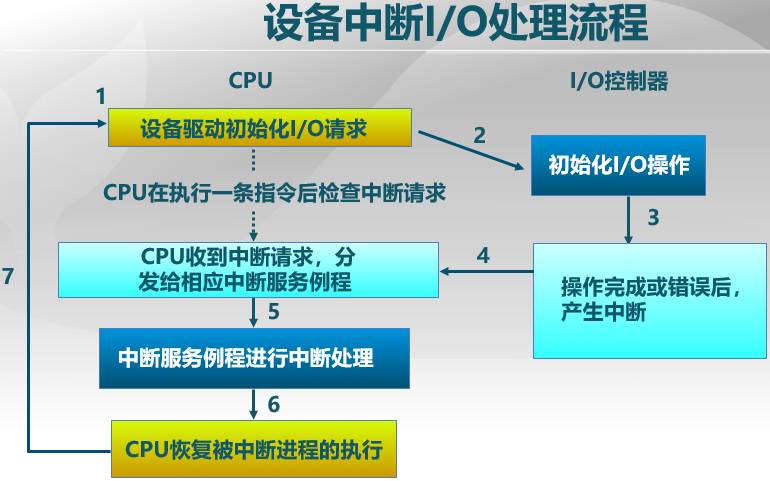 设备中断I/O处理流程
CPU
I/O控制器
1
设备驱动初始化I/O请求
2
初始化I/O操作
CPU在执行一条指令后检查中断请求
3
CPU收到中断请求，分
发给相应中断服务例程
4
操作完成或错误后，
产生中断
7
5
中断服务例程进行中断处理
6
CPU恢复被中断进程的执行